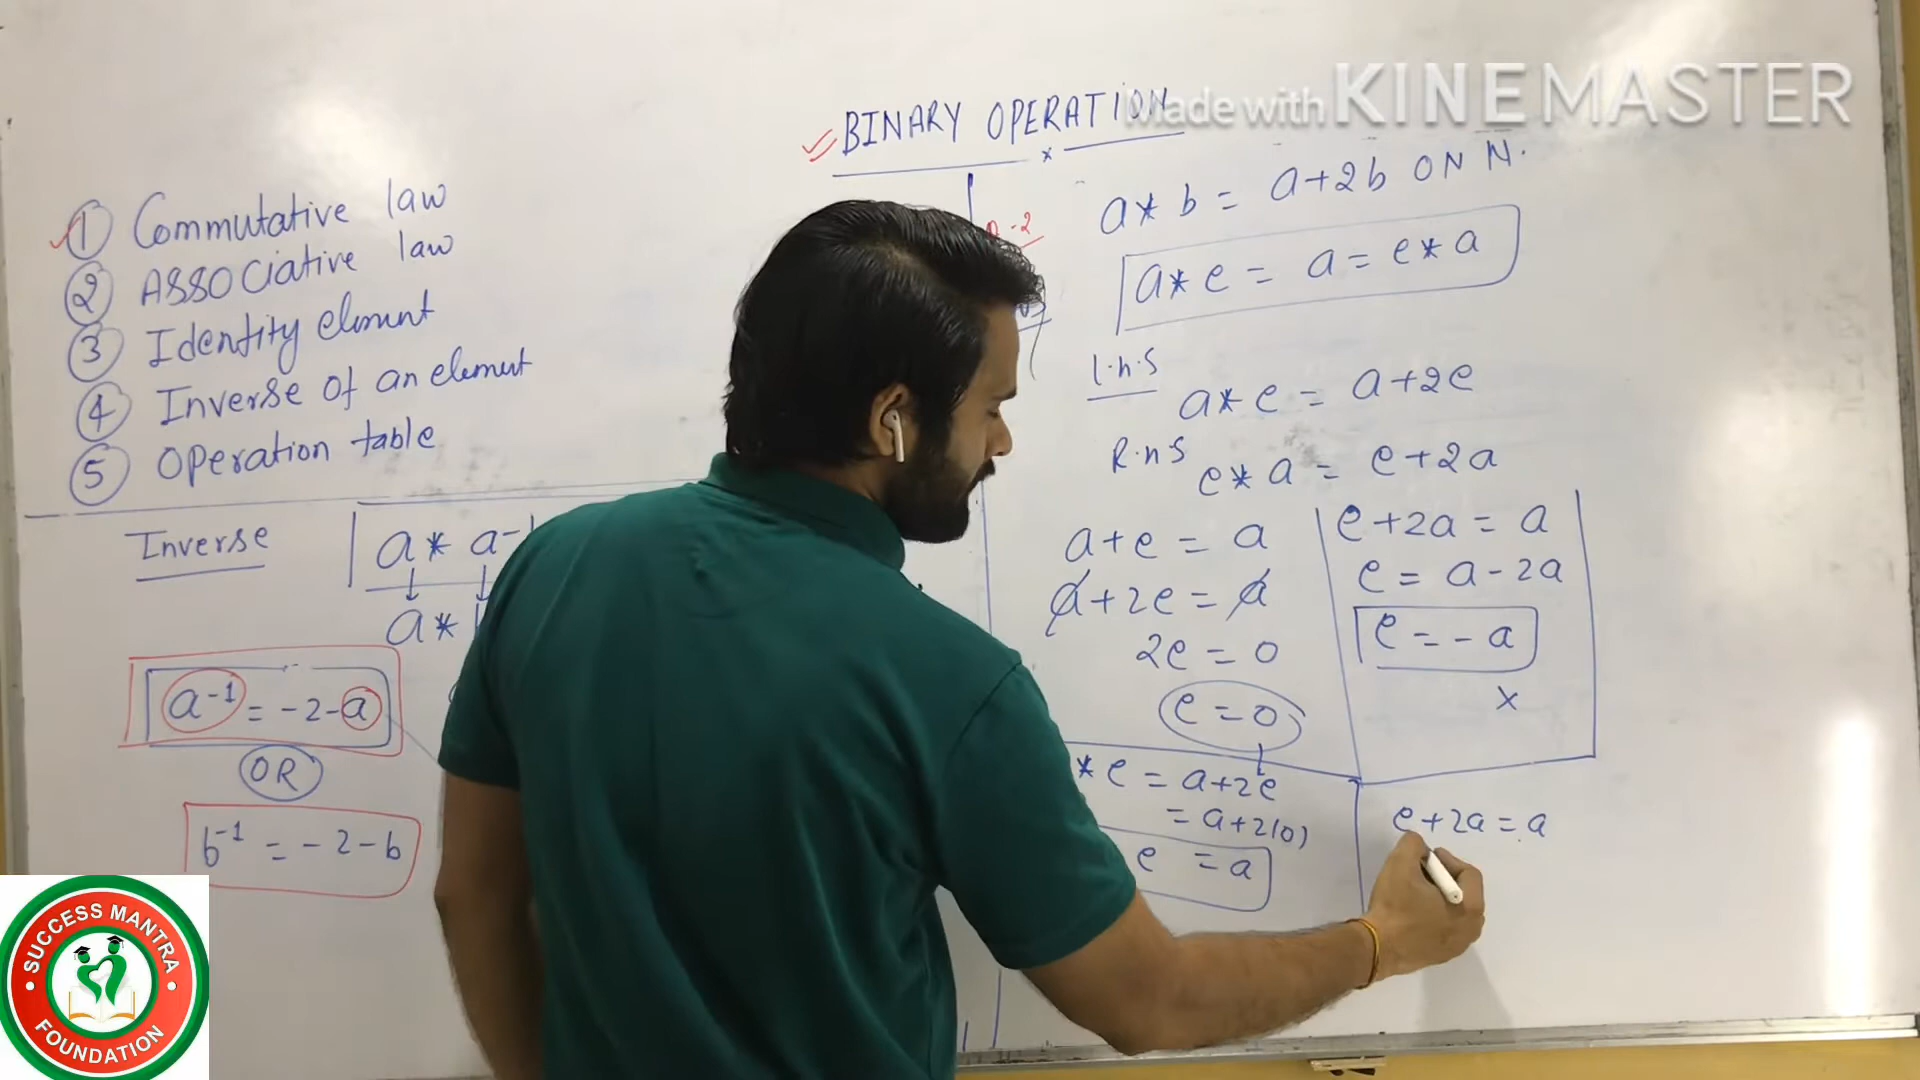 Made with KINEMASTER
BINARY OPERATION
x
1 Commutative law
2 Associative law
3 Identity element
4 Inverse of an element
5 Operation table
Inverse
a * a-
a *
a⁻¹ = -2-a
OR
b⁻¹ = -2-b
-2
a * b = a+2b ON N.
a * e = a = e * a
l.h.s
a * e = a+2e
R.h.s
e * a = e+2a
a+e = a
a+2e = a
2e = 0
e = 0
e+2a = a
e = a-2a
e = -a
x
* e = a+2e
= a+2(0)
e = a
e+2a = a
SUCCESS MANTRA
FOUNDATION